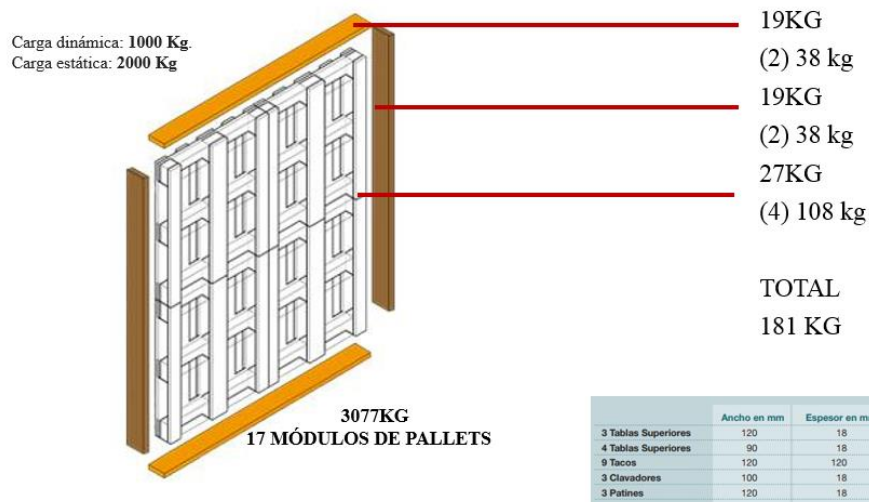 Carga dinámica: 1000 Kg.
Carga estática: 2000 Kg
19KG
(2) 38 kg
19KG
(2) 38 kg
27KG
(4) 108 kg
TOTAL
181 KG
3077KG
17 MÓDULOS DE PALLETS
Ancho en mm Espesor en m
3 Tablas Superiores 120 18
4 Tablas Superiores 90 18
9 Tacos 120 120
3 Clavadores 100 18
3 Patines 120 18